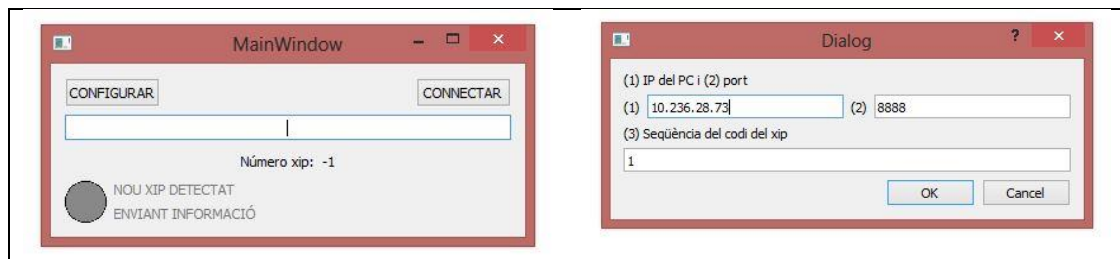 MainWindow
CONFIGURAR CONNECTAR
Número xip: -1
NOU XIP DETECTAT
ENVIANT INFORMACIÓ
Dialog
(1) IP del PC i (2) port
(1) 10.236.28.73 (2) 8888
(3) Seqüència del codi del xip
1
OK Cancel